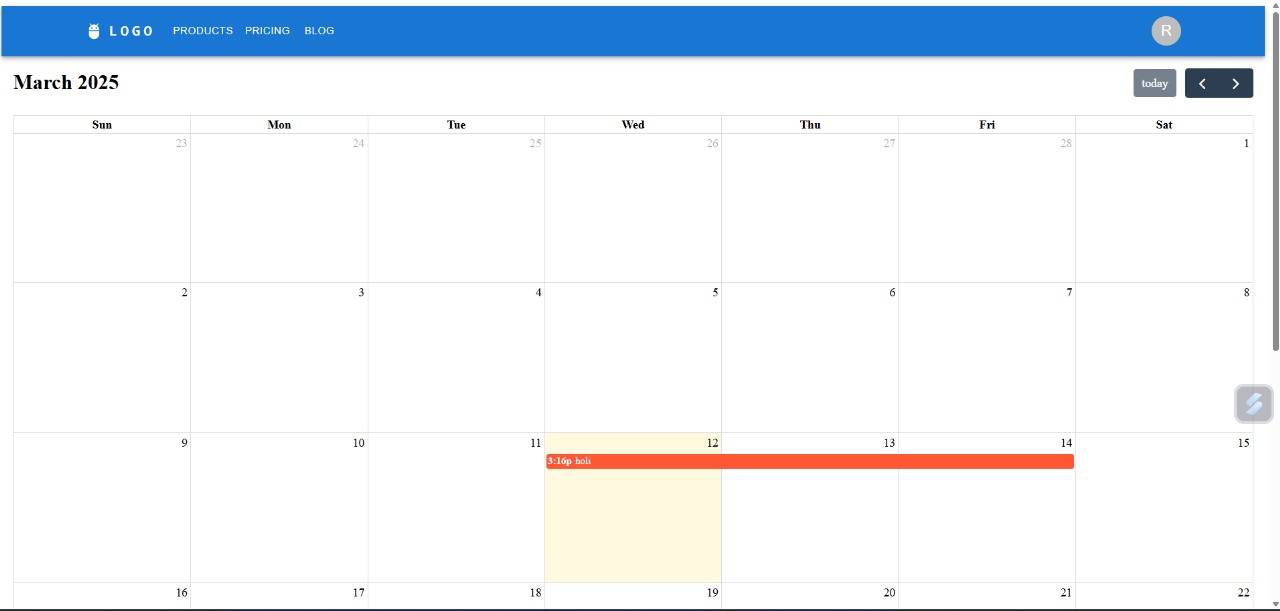 LOGO PRODUCTS PRICING BLOG R
March 2025 today
Sun Mon Tue Wed Thu Fri Sat
23 24 25 26 27 28 1
2 3 4 5 6 7 8
9 10 11 12 13 14 15
3:16p holi
16 17 18 19 20 21 22